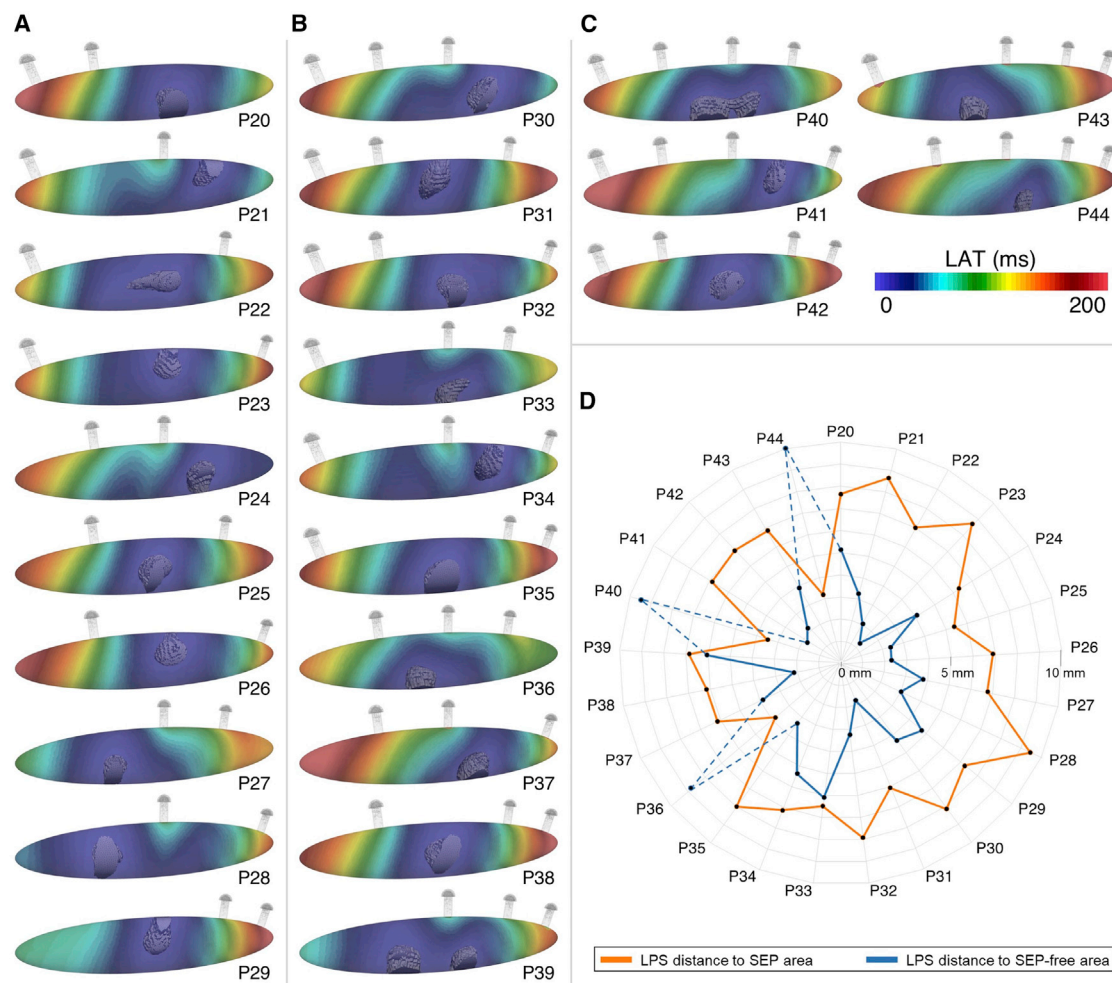 A
B
C
P20
P21
P22
P23
P24
P25
P26
P27
P28
P29
P30
P31
P32
P33
P34
P35
P36
P37
P38
P39
P40
P43
P41
P44
P42
LAT (ms)
0
200
D
P20
P21
P22
P23
P24
P25
P26
P27
P28
P29
P30
P31
P32
P33
P34
P35
P36
P37
P38
P39
P40
P41
P42
P43
P44
0 mm
5 mm
10 mm
LPS distance to SEP area
LPS distance to SEP-free area